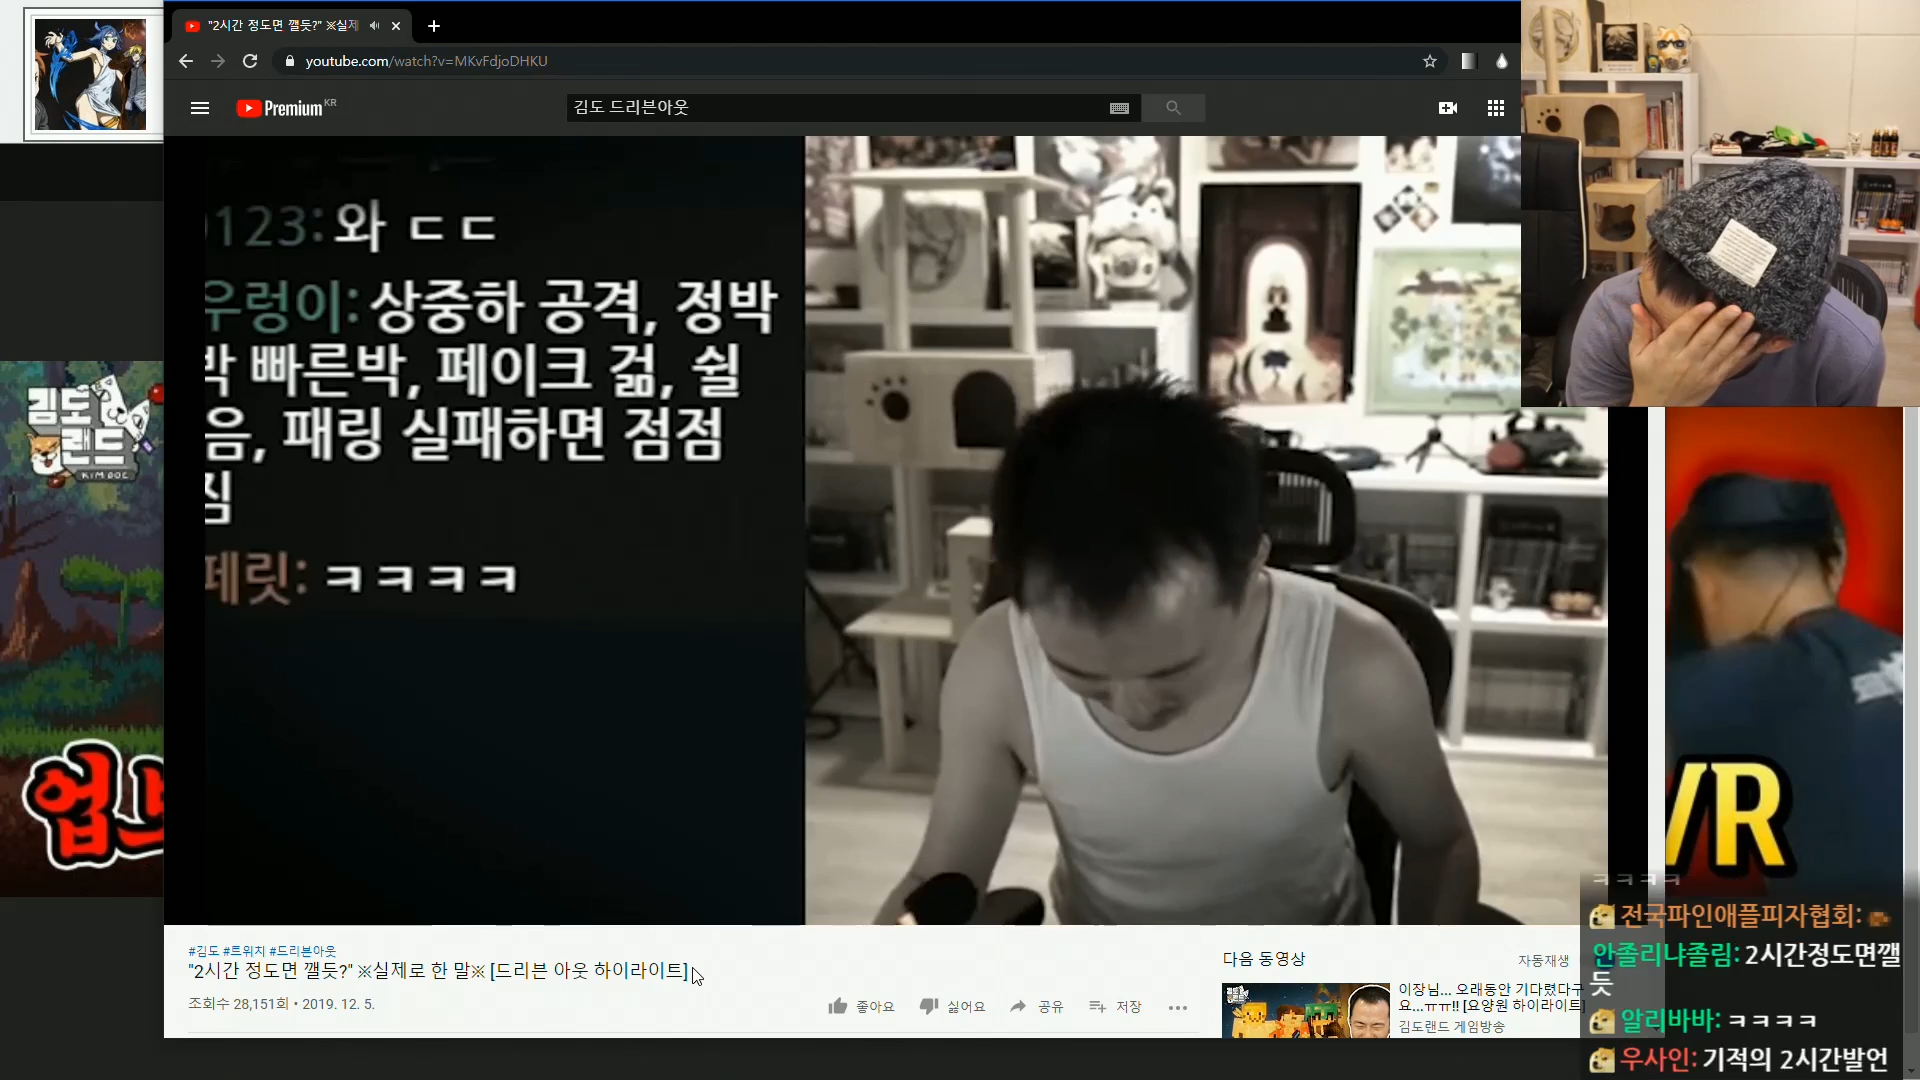 "2시간 정도면 깰듯?" ※실제
youtube.com/watch?v=MKvFdjoDHKU
Premium KR
김도 드리븐아웃
0123: 와 ㄷㄷ
우렁이: 상중하 공격, 정박
박 빠른박, 페이크 걺, 쉴
음, 패링 실패하면 점점
짐
페릿: ㅋㅋㅋㅋ
김도
랜드
KIM DOE
업
VR
#김도 #트위치 #드리븐아웃
"2시간 정도면 깰듯?" ※실제로 한 말※ [드리븐 아웃 하이라이트]
조회수 28,151회 • 2019. 12. 5.
좋아요
싫어요
공유
저장
다음 동영상
자동재생
이장님... 오래동안 기다렸다구
요...ㅠㅠ!! [요양원 하이라이트]
김도랜드 게임방송
ㅋㅋㅋㅋ
전국파인애플피자협회:
안졸리냐졸림: 2시간정도면깰
듯
알리바바: ㅋㅋㅋㅋ
우사인: 기적의 2시간발언